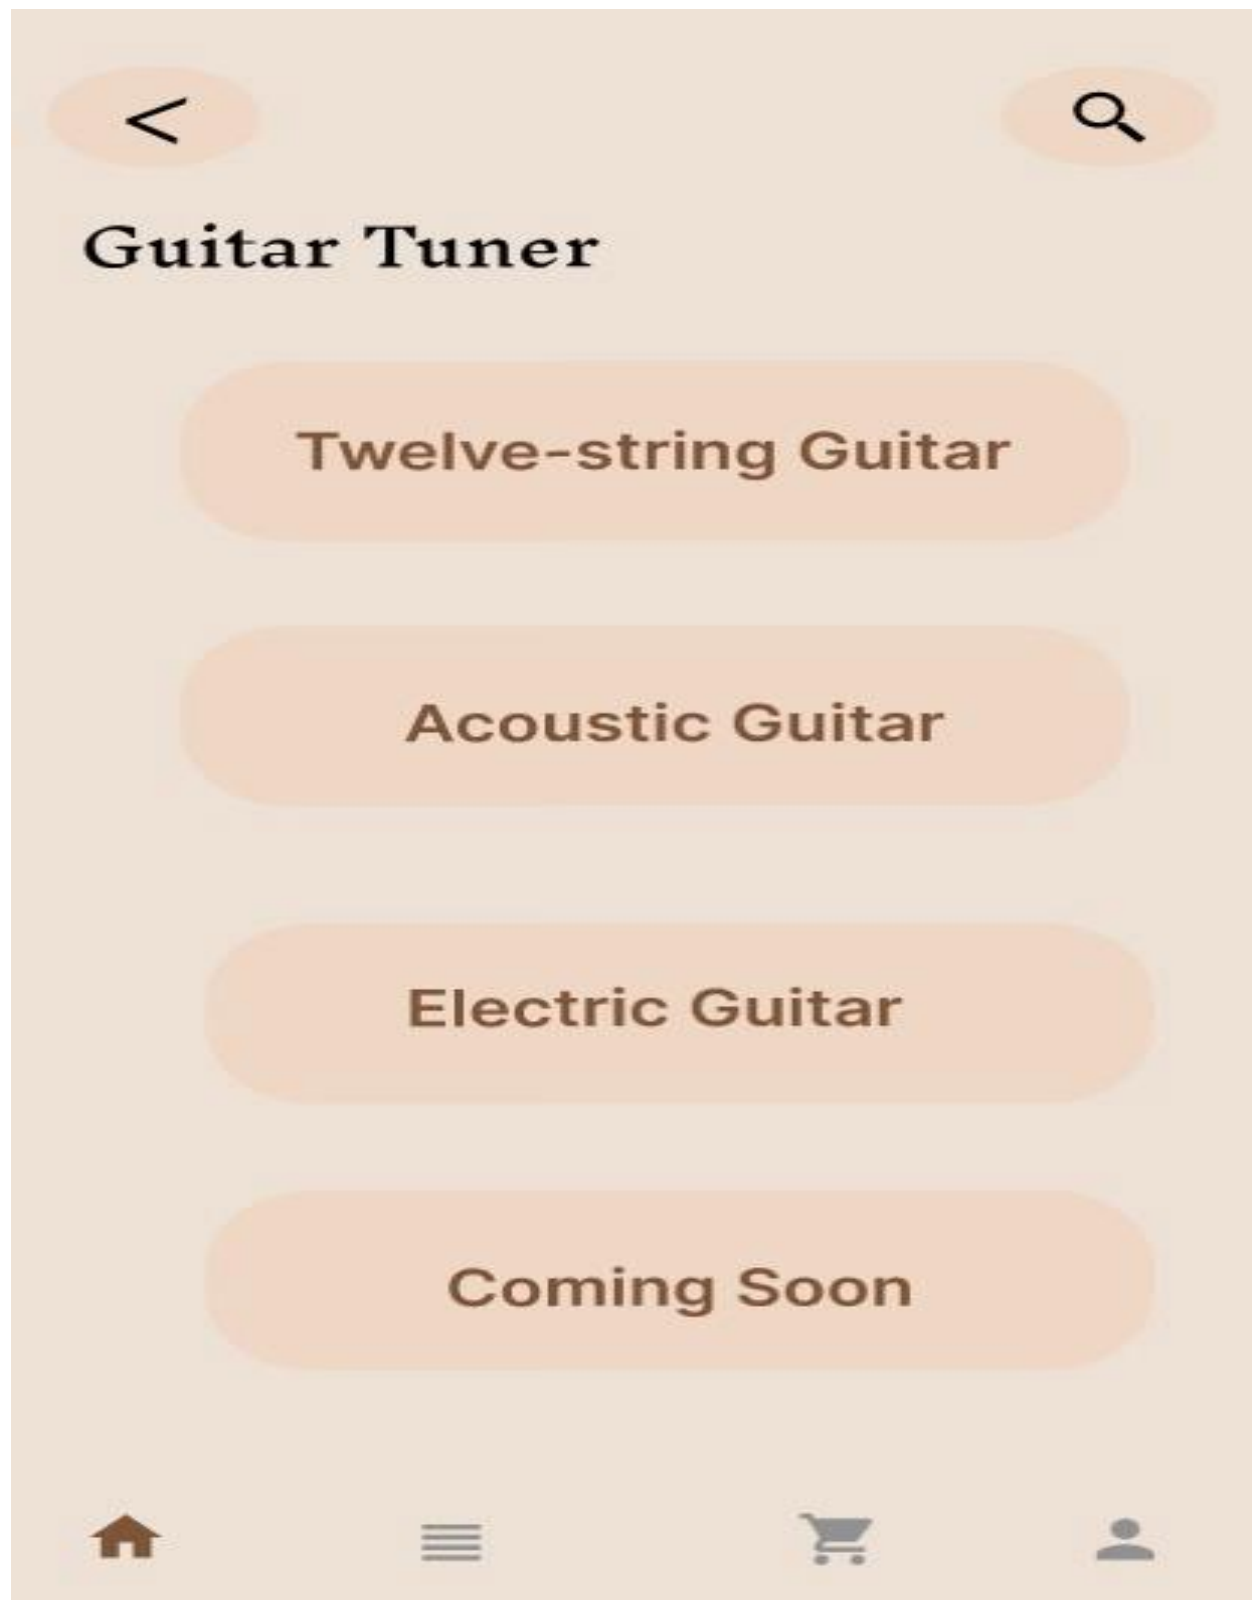 <
Guitar Tuner
Twelve-string Guitar
Acoustic Guitar
Electric Guitar
Coming Soon